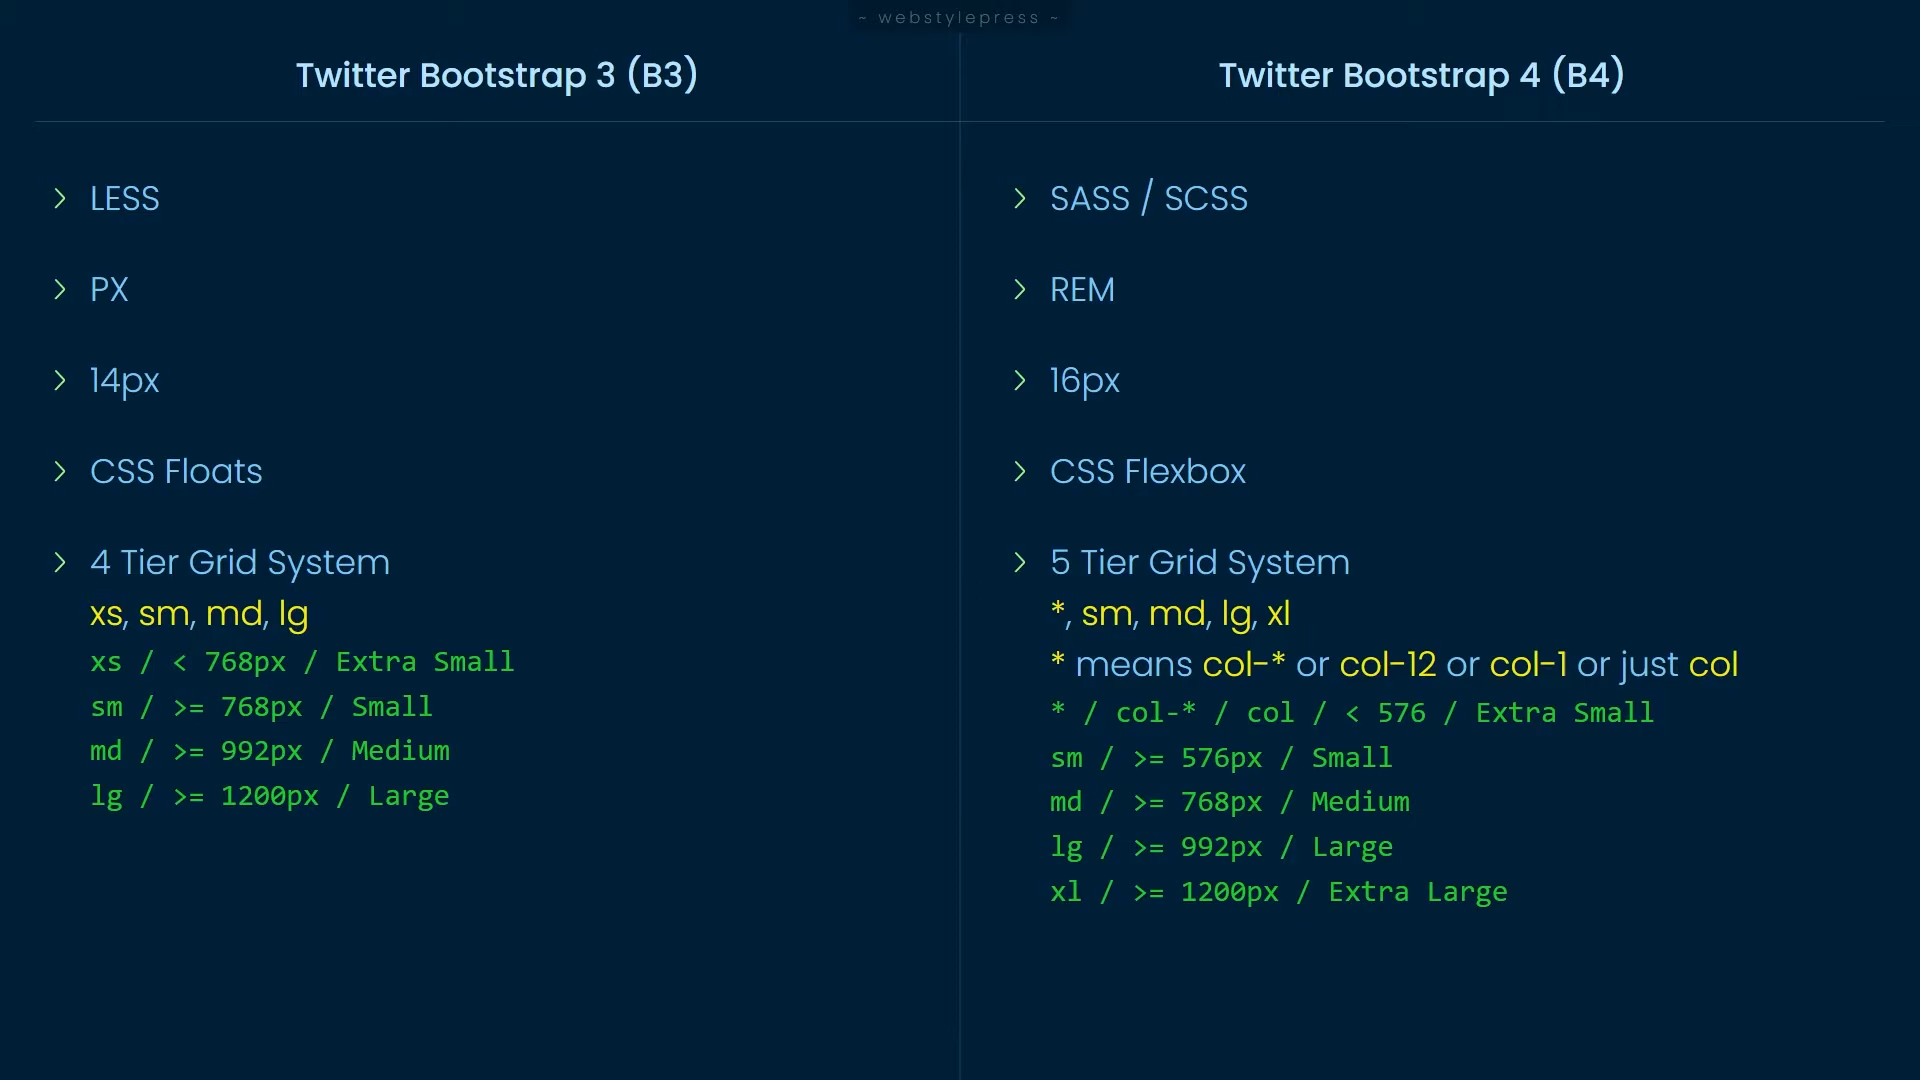 ~ webstylepress ~
Twitter Bootstrap 3 (B3)
LESS
PX
14px
CSS Floats
4 Tier Grid System
xs, sm, md, lg
xs / < 768px / Extra Small
sm / >= 768px / Small
md / >= 992px / Medium
lg / >= 1200px / Large
Twitter Bootstrap 4 (B4)
SASS / SCSS
REM
16px
CSS Flexbox
5 Tier Grid System
*, sm, md, lg, xl
* means col-* or col-12 or col-1 or just col
* / col-* / col / < 576 / Extra Small
sm / >= 576px / Small
md / >= 768px / Medium
lg / >= 992px / Large
xl / >= 1200px / Extra Large